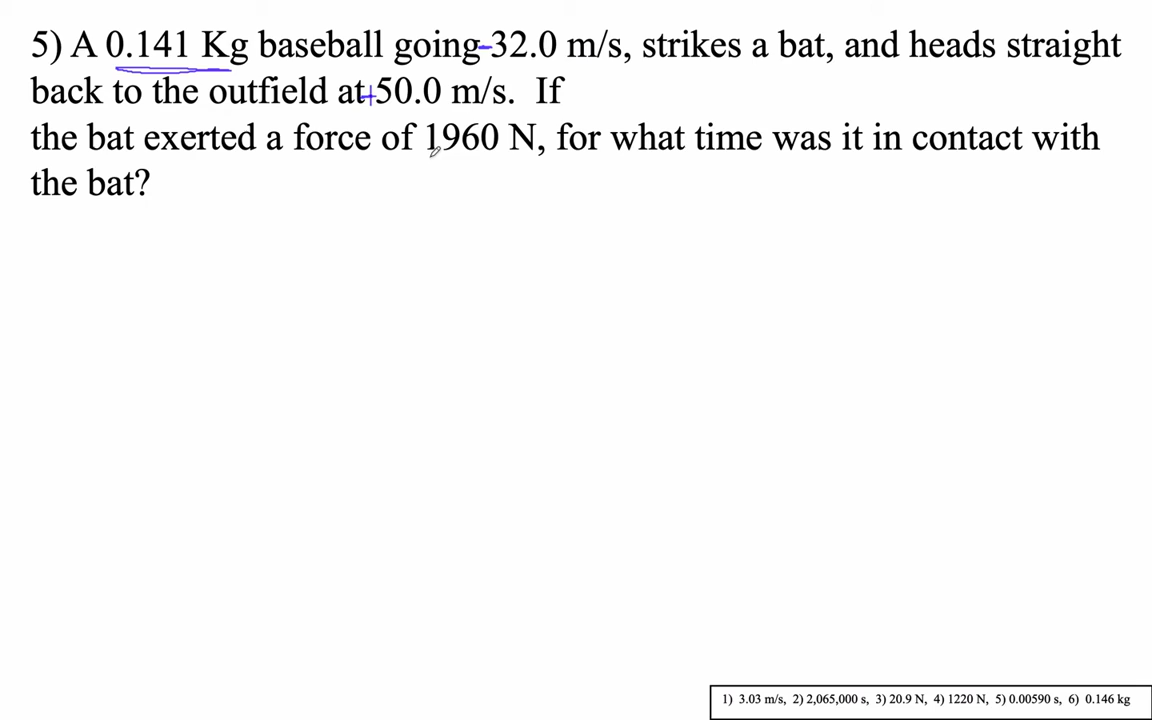 5) A 0.141 Kg baseball going -32.0 m/s, strikes a bat, and heads straight
back to the outfield at +50.0 m/s.  If
the bat exerted a force of 1960 N, for what time was it in contact with
the bat?
1) 3.03 m/s, 2) 2,065,000 s, 3) 20.9 N, 4) 1220 N, 5) 0.00590 s, 6) 0.146 kg